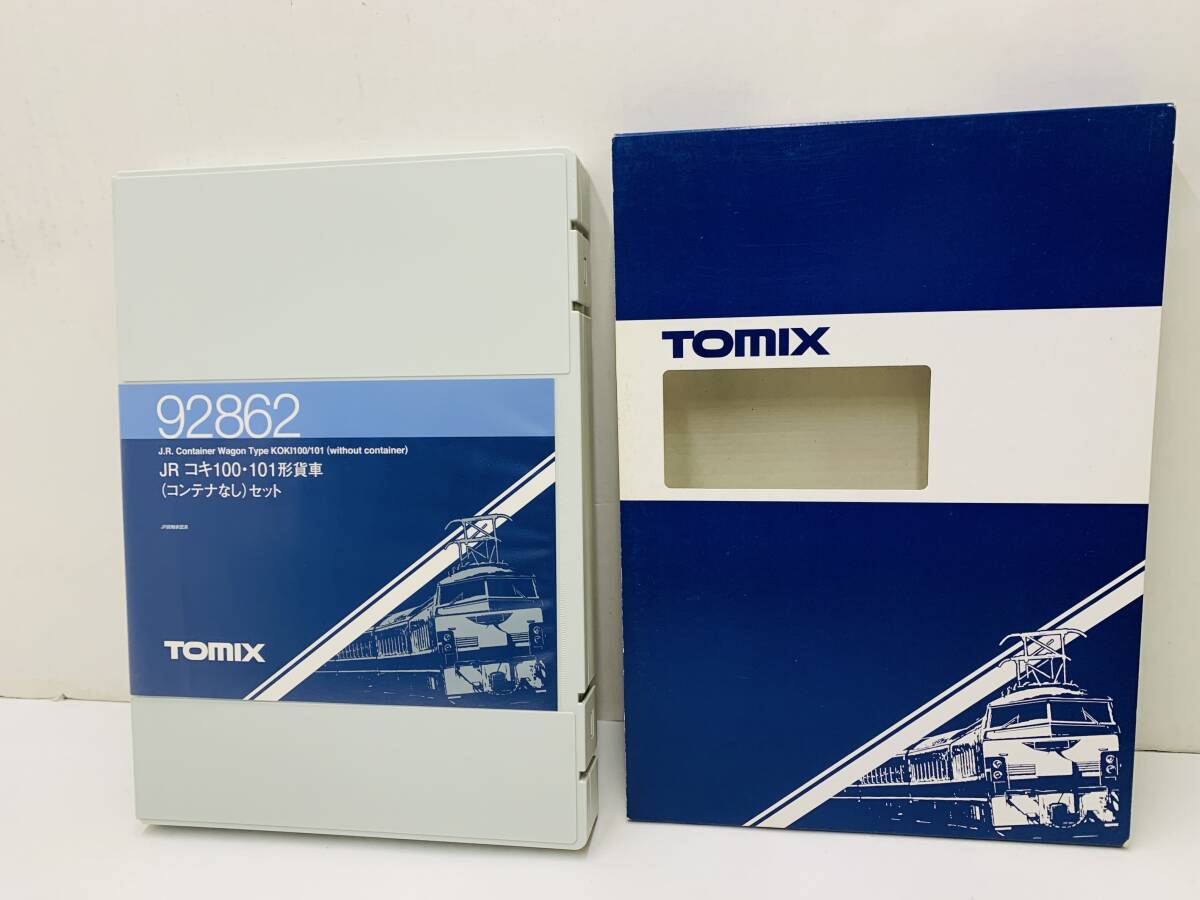 92862
J.R. Container Wagon Type KOKI100/101 (without container)
JR コキ100・101形貨車
(コンテナなし)セット
TOMIX
TOMIX